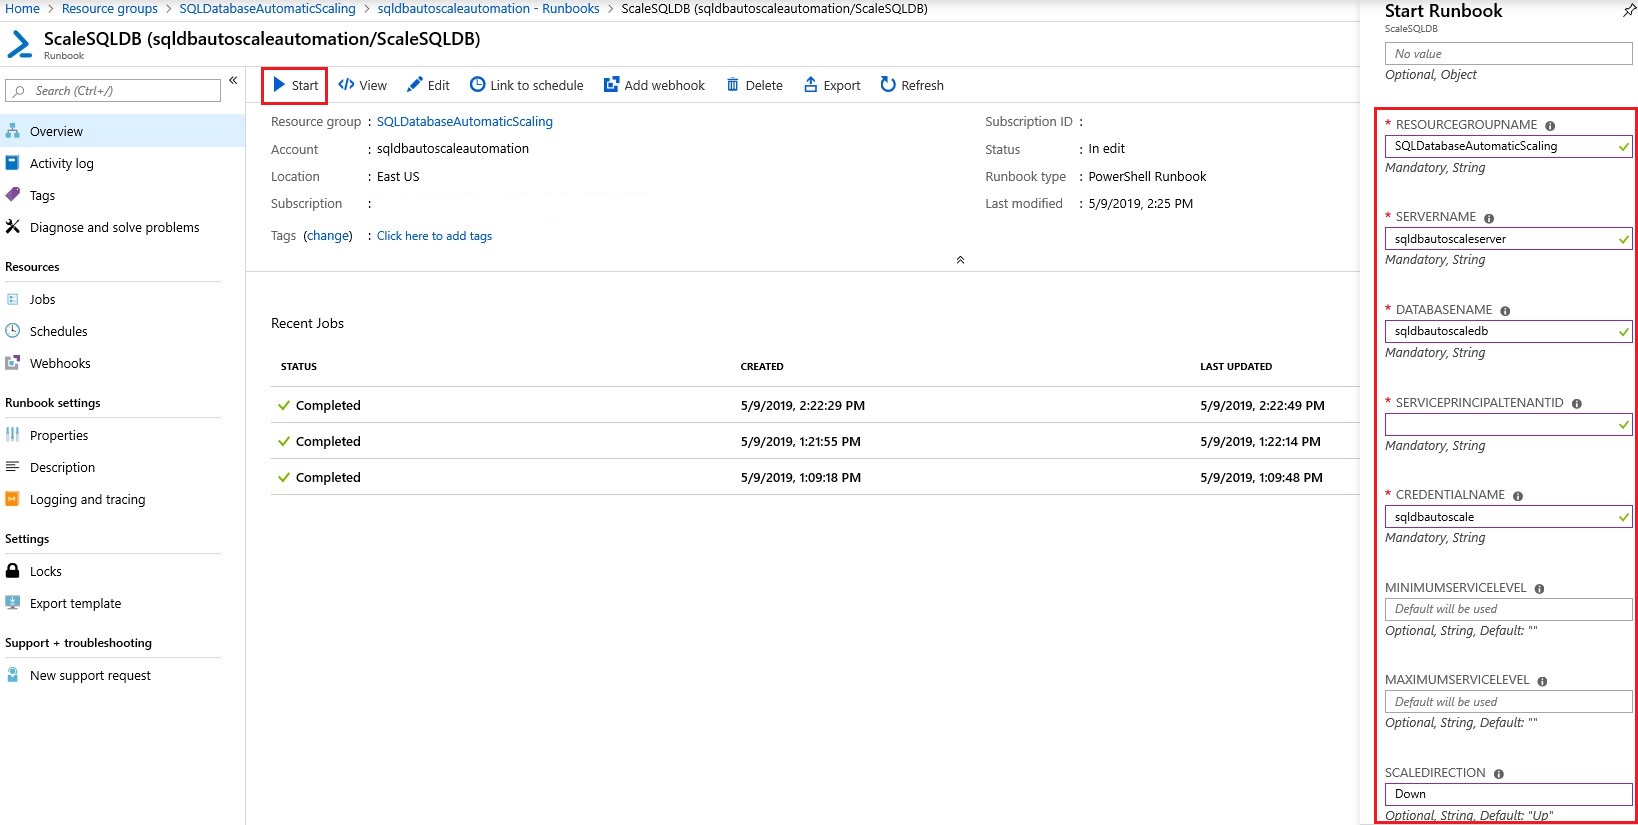 Home > Resource groups > SQLDatabaseAutomaticScaling > sqldbautoscaleautomation - Runbooks > ScaleSQLDB (sqldbautoscaleautomation/ScaleSQLDB)
ScaleSQLDB (sqldbautoscaleautomation/ScaleSQLDB)
Runbook
Search (Ctrl+/)
Overview
Activity log
Tags
Diagnose and solve problems
Resources
Jobs
Schedules
Webhooks
Runbook settings
Properties
Description
Logging and tracing
Settings
Locks
Export template
Support + troubleshooting
New support request
Start View Edit Link to schedule Add webhook Delete Export Refresh
Resource group : SQLDatabaseAutomaticScaling
Account : sqldbautoscaleautomation
Location : East US
Subscription :
Tags (change) : Click here to add tags
Subscription ID :
Status : In edit
Runbook type : PowerShell Runbook
Last modified : 5/9/2019, 2:25 PM
Recent Jobs
STATUS CREATED LAST UPDATED
Completed 5/9/2019, 2:22:29 PM 5/9/2019, 2:22:49 PM
Completed 5/9/2019, 1:21:55 PM 5/9/2019, 1:22:14 PM
Completed 5/9/2019, 1:09:18 PM 5/9/2019, 1:09:48 PM
Start Runbook
ScaleSQLDB
No value
Optional, Object
* RESOURCEGROUPNAME
SQLDatabaseAutomaticScaling
Mandatory, String
* SERVERNAME
sqldbautoscaleserver
Mandatory, String
* DATABASENAME
sqldbautoscaledb
Mandatory, String
* SERVICEPRINCIPALTENANTID
Mandatory, String
* CREDENTIALNAME
sqldbautoscale
Mandatory, String
MINIMUMSERVICELEVEL
Default will be used
Optional, String, Default: ""
MAXIMUMSERVICELEVEL
Default will be used
Optional, String, Default: ""
SCALEDIRECTION
Down
Optional, String, Default: "Up"